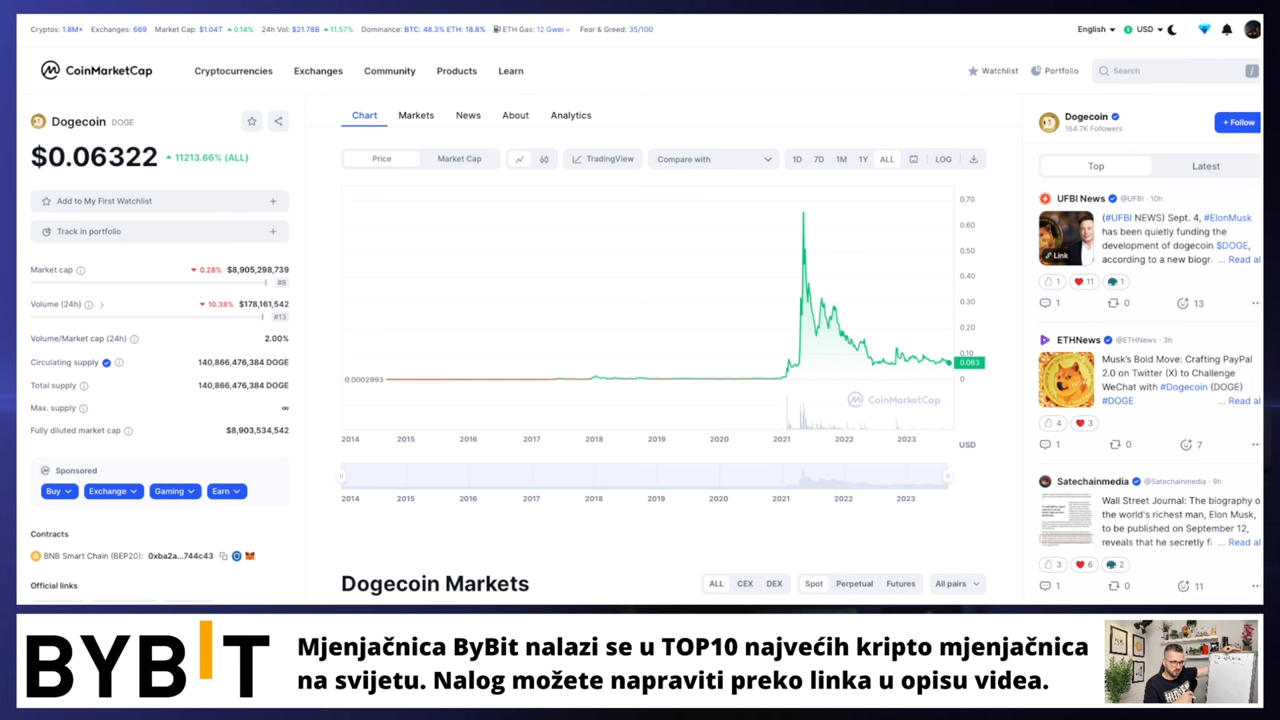 Cryptos: 1.8M+ Exchanges: 669 Market Cap: $1.04T 0.14% 24h Vol: $21.78B 11.57% Dominance: BTC: 48.3% ETH: 18.8% ETH Gas: 12 Gwei Fear & Greed: 35/100
English USD
CoinMarketCap
Cryptocurrencies Exchanges Community Products Learn
Watchlist Portfolio Search /
Dogecoin DOGE
$0.06322 11213.66% (ALL)
Add to My First Watchlist +
Track in portfolio +
Market cap 0.28% $8,905,298,739
#8
Volume (24h) 10.38% $178,161,542
#13
Volume/Market cap (24h) 2.00%
Circulating supply 140,866,476,384 DOGE
Total supply 140,866,476,384 DOGE
Max. supply ∞
Fully diluted market cap $8,903,534,542
Sponsored
Buy Exchange Gaming Earn
Contracts
BNB Smart Chain (BEP20): 0xba2a...744c43
Official links
Chart Markets News About Analytics
Price Market Cap TradingView Compare with 1D 7D 1M 1Y ALL LOG
0.70
0.60
0.50
0.40
0.30
0.20
0.10
0.063
0
0.0002993
CoinMarketCap
2014 2015 2016 2017 2018 2019 2020 2021 2022 2023 USD
2014 2015 2016 2017 2018 2019 2020 2021 2022 2023
Dogecoin Markets
ALL CEX DEX Spot Perpetual Futures All pairs
Dogecoin
164.7K Followers
+ Follow
Top Latest
UFBI News @UFBI · 10h
(#UFBI NEWS) Sept. 4, #ElonMusk
has been quietly funding the
development of dogecoin $DOGE,
according to a new biogr ... Read al
Link
1 11 1
1 0 13
ETHNews @ETHNews · 3h
Musk's Bold Move: Crafting PayPal
2.0 on Twitter (X) to Challenge
WeChat with #Dogecoin (DOGE)
#DOGE ... Read al
4 3
1 0 7
Satechainmedia @Satechainmedia · 9h
Wall Street Journal: The biography o
the world's richest man, Elon Musk,
to be published on September 12,
reveals that he secretly fi ... Read al
3 6 2
1 0 11
BYBIT
Mjenjačnica ByBit nalazi se u TOP10 najvećih kripto mjenjačnica
na svijetu. Nalog možete napraviti preko linka u opisu videa.